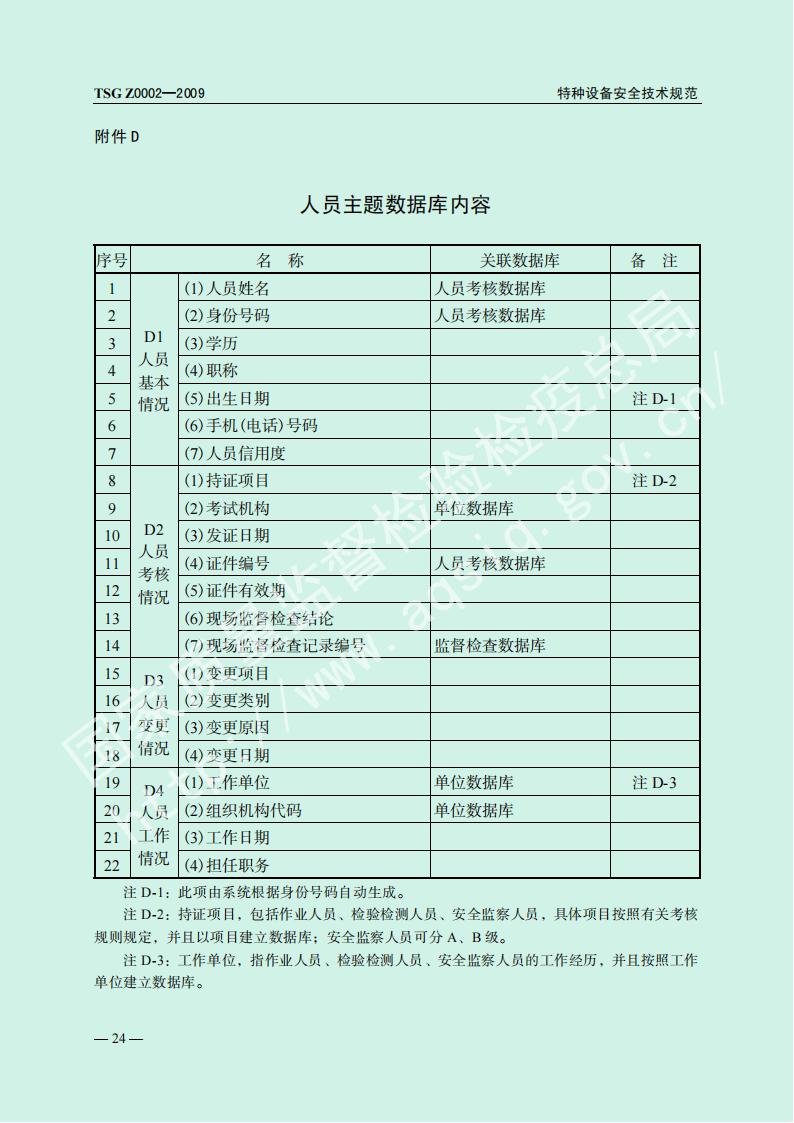 TSG Z0002—2009 特种设备安全技术规范
附件 D
人员主题数据库内容
序号 名 称 关联数据库 备 注
D1 人员基本情况
1 (1)人员姓名 人员考核数据库
2 (2)身份号码 人员考核数据库
3 (3)学历
4 (4)职称
5 (5)出生日期 注 D-1
6 (6)手机(电话)号码
7 (7)人员信用度
D2 人员考核情况
8 (1)持证项目 注 D-2
9 (2)考试机构 单位数据库
10 (3)发证日期
11 (4)证件编号 人员考核数据库
12 (5)证件有效期
13 (6)现场监督检查结论
14 (7)现场监督检查记录编号 监督检查数据库
D3 人员变更情况
15 (1)变更项目
16 (2)变更类别
17 (3)变更原因
18 (4)变更日期
D4 人员工作情况
19 (1)工作单位 单位数据库 注 D-3
20 (2)组织机构代码 单位数据库
21 (3)工作日期
22 (4)担任职务
注 D-1：此项由系统根据身份号码自动生成。
注 D-2：持证项目，包括作业人员、检验检测人员、安全监察人员，具体项目按照有关考核
规则规定，并且以项目建立数据库；安全监察人员可分 A、B 级。
注 D-3：工作单位，指作业人员、检验检测人员、安全监察人员的工作经历，并且按照工作
单位建立数据库。
— 24 —
国家质量监督检验检疫总局
http://www.aqsiq.gov.cn/